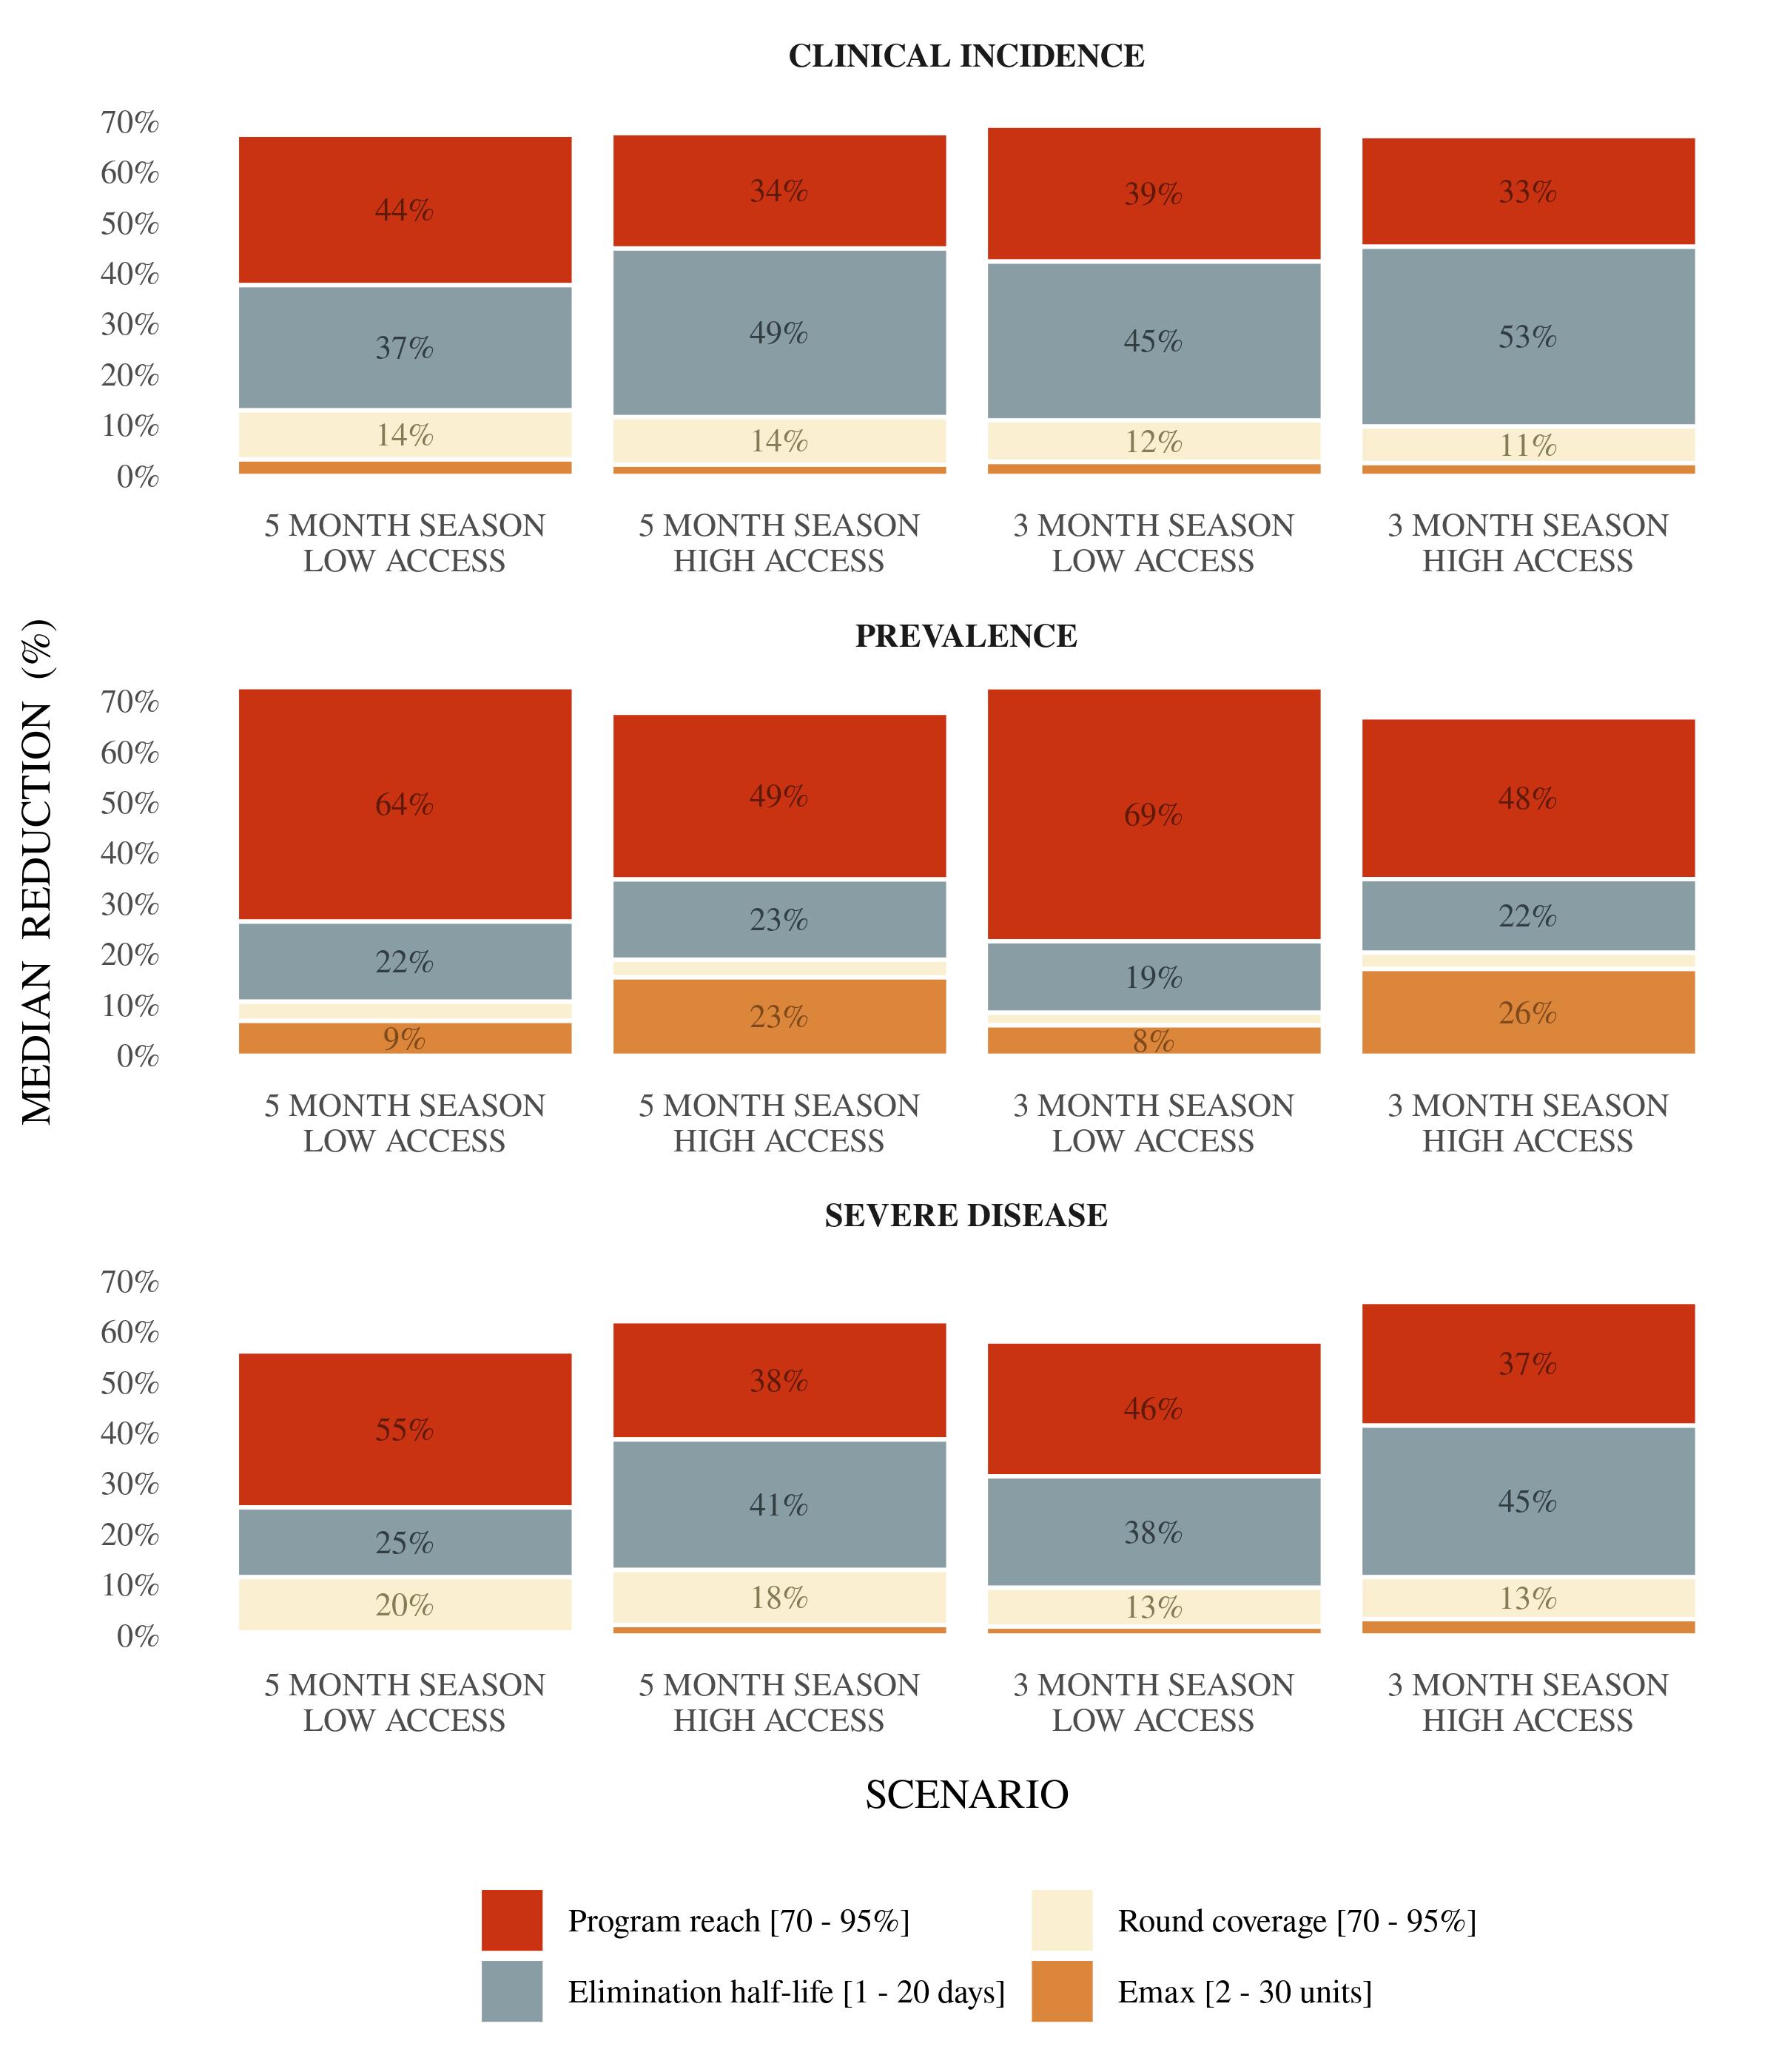 CLINICAL INCIDENCE
70%
60%
50%
40%
30%
20%
10%
0%
44%
34%
39%
33%
37%
49%
45%
53%
14%
14%
12%
11%
5 MONTH SEASON
LOW ACCESS
5 MONTH SEASON
HIGH ACCESS
3 MONTH SEASON
LOW ACCESS
3 MONTH SEASON
HIGH ACCESS
MEDIAN REDUCTION (%)
PREVALENCE
70%
60%
50%
40%
30%
20%
10%
0%
64%
49%
69%
48%
22%
23%
19%
22%
9%
23%
8%
26%
5 MONTH SEASON
LOW ACCESS
5 MONTH SEASON
HIGH ACCESS
3 MONTH SEASON
LOW ACCESS
3 MONTH SEASON
HIGH ACCESS
SEVERE DISEASE
70%
60%
50%
40%
30%
20%
10%
0%
55%
38%
46%
37%
25%
41%
38%
45%
20%
18%
13%
13%
5 MONTH SEASON
LOW ACCESS
5 MONTH SEASON
HIGH ACCESS
3 MONTH SEASON
LOW ACCESS
3 MONTH SEASON
HIGH ACCESS
SCENARIO
Program reach [70 - 95%]
Round coverage [70 - 95%]
Elimination half-life [1 - 20 days]
Emax [2 - 30 units]